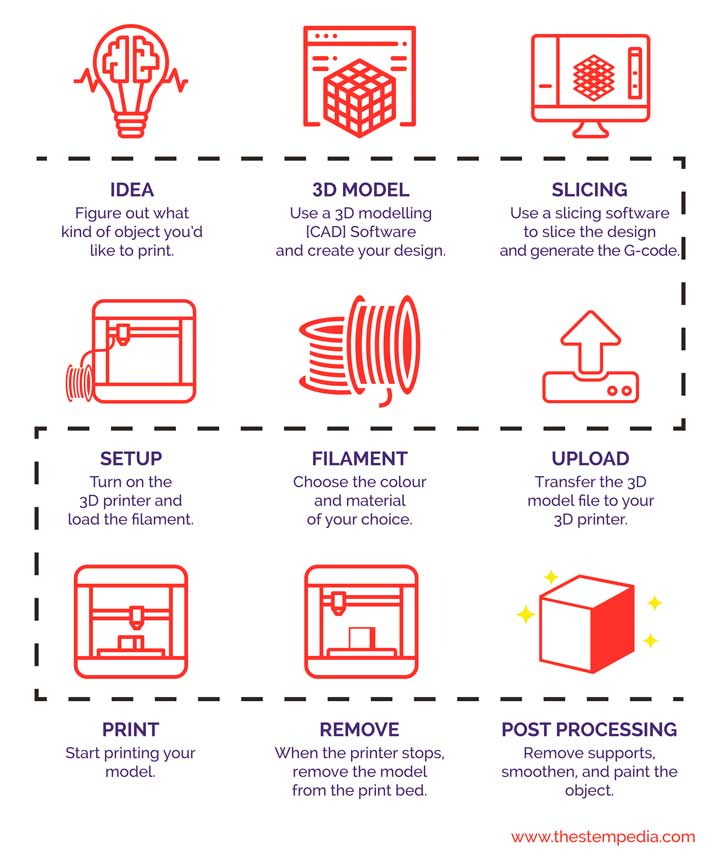 IDEA
Figure out what
kind of object you'd
like to print.
3D MODEL
Use a 3D modelling
[CAD] Software
and create your design.
SLICING
Use a slicing software
to slice the design
and generate the G-code.
UPLOAD
Transfer the 3D
model file to your
3D printer.
FILAMENT
Choose the colour
and material
of your choice.
SETUP
Turn on the
3D printer and
load the filament.
PRINT
Start printing your
model.
REMOVE
When the printer stops,
remove the model
from the print bed.
POST PROCESSING
Remove supports,
smoothen, and paint the
object.
www.thestempedia.com